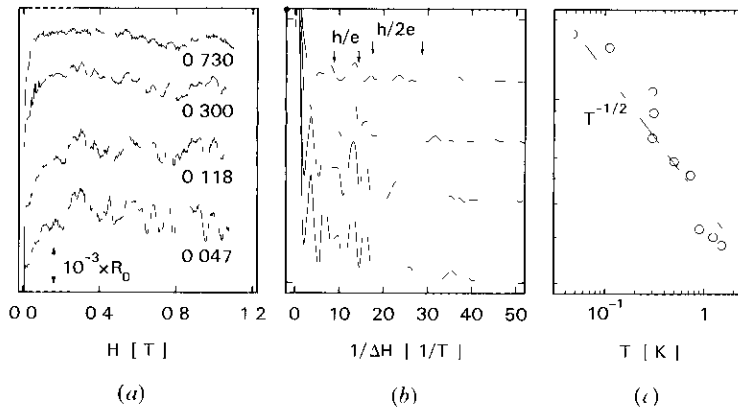 h/e h/2e
0 730
0 300
0 118
0 047
10⁻³×R₀
T⁻¹/²
0 0 0 4 0 8 1 2
0 10 20 30 40 50
10⁻¹ 1
H [ T ]
1/ΔH | 1/T ]
T [ K ]
(a) (b) (c)